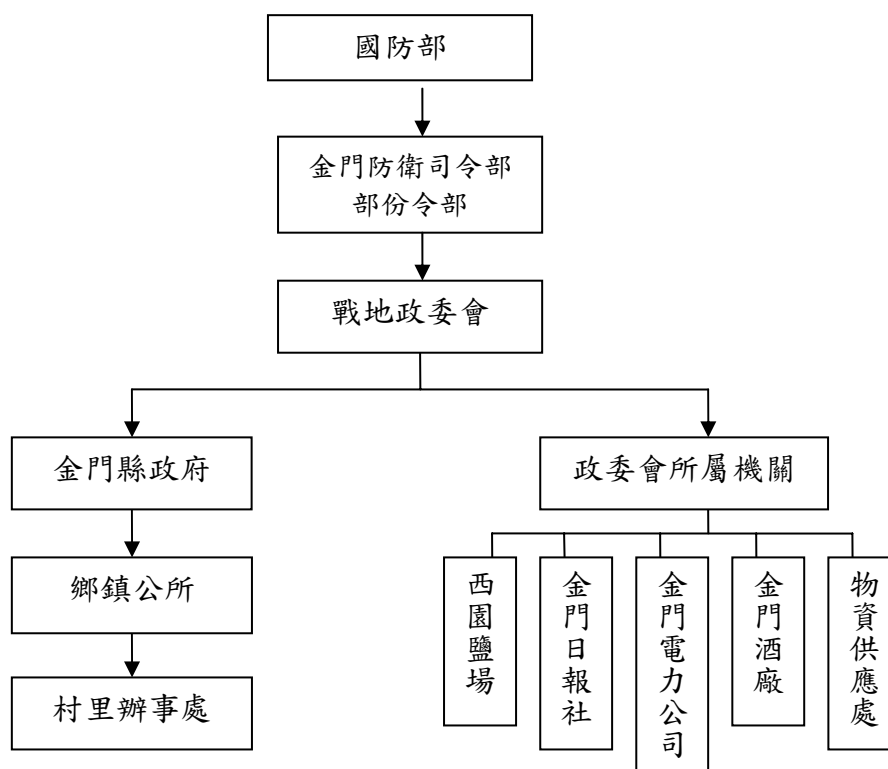 國防部
金門防衛司令部
部份令部
戰地政委會
金門縣政府
政委會所屬機關
鄉鎮公所
村里辦事處
西園鹽場
金門日報社
金門電力公司
金門酒廠
物資供應處